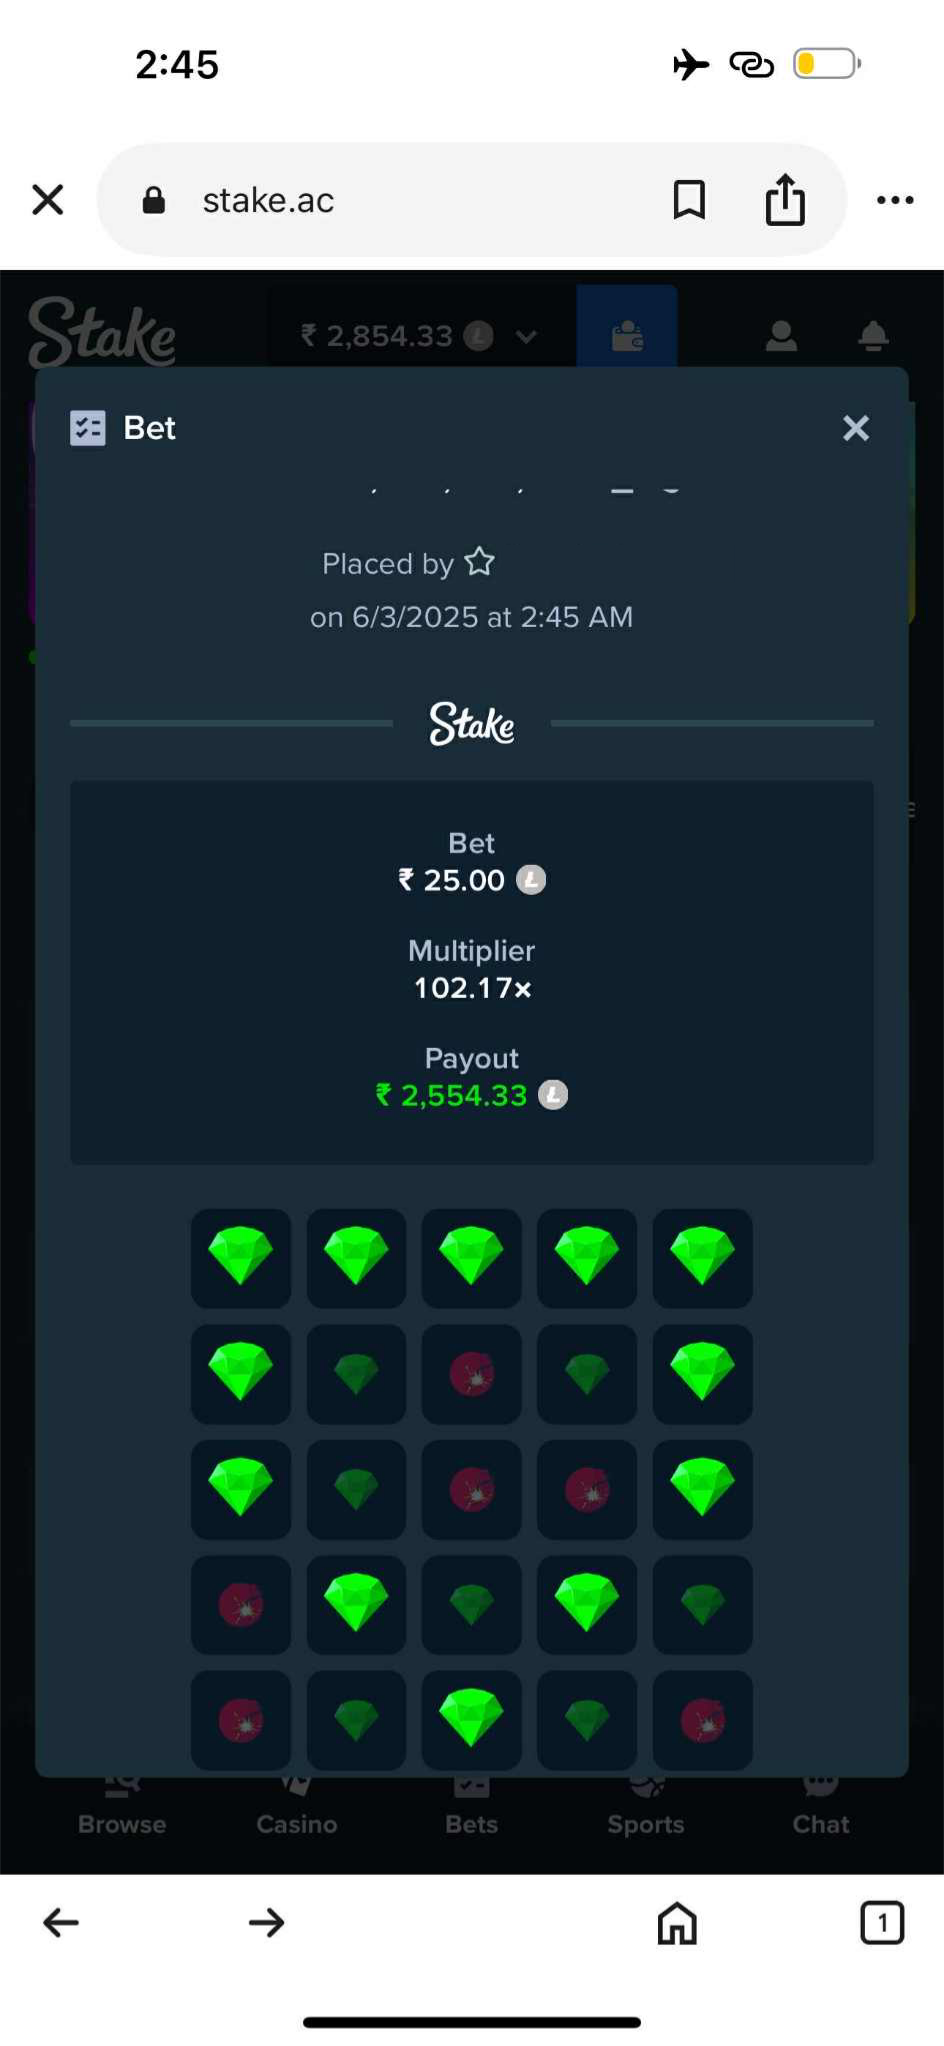 2:45
stake.ac
Stake
₹ 2,854.33
Bet
Placed by
on 6/3/2025 at 2:45 AM
Stake
Bet
₹ 25.00
Multiplier
102.17×
Payout
₹ 2,554.33
Browse
Casino
Bets
Sports
Chat
1